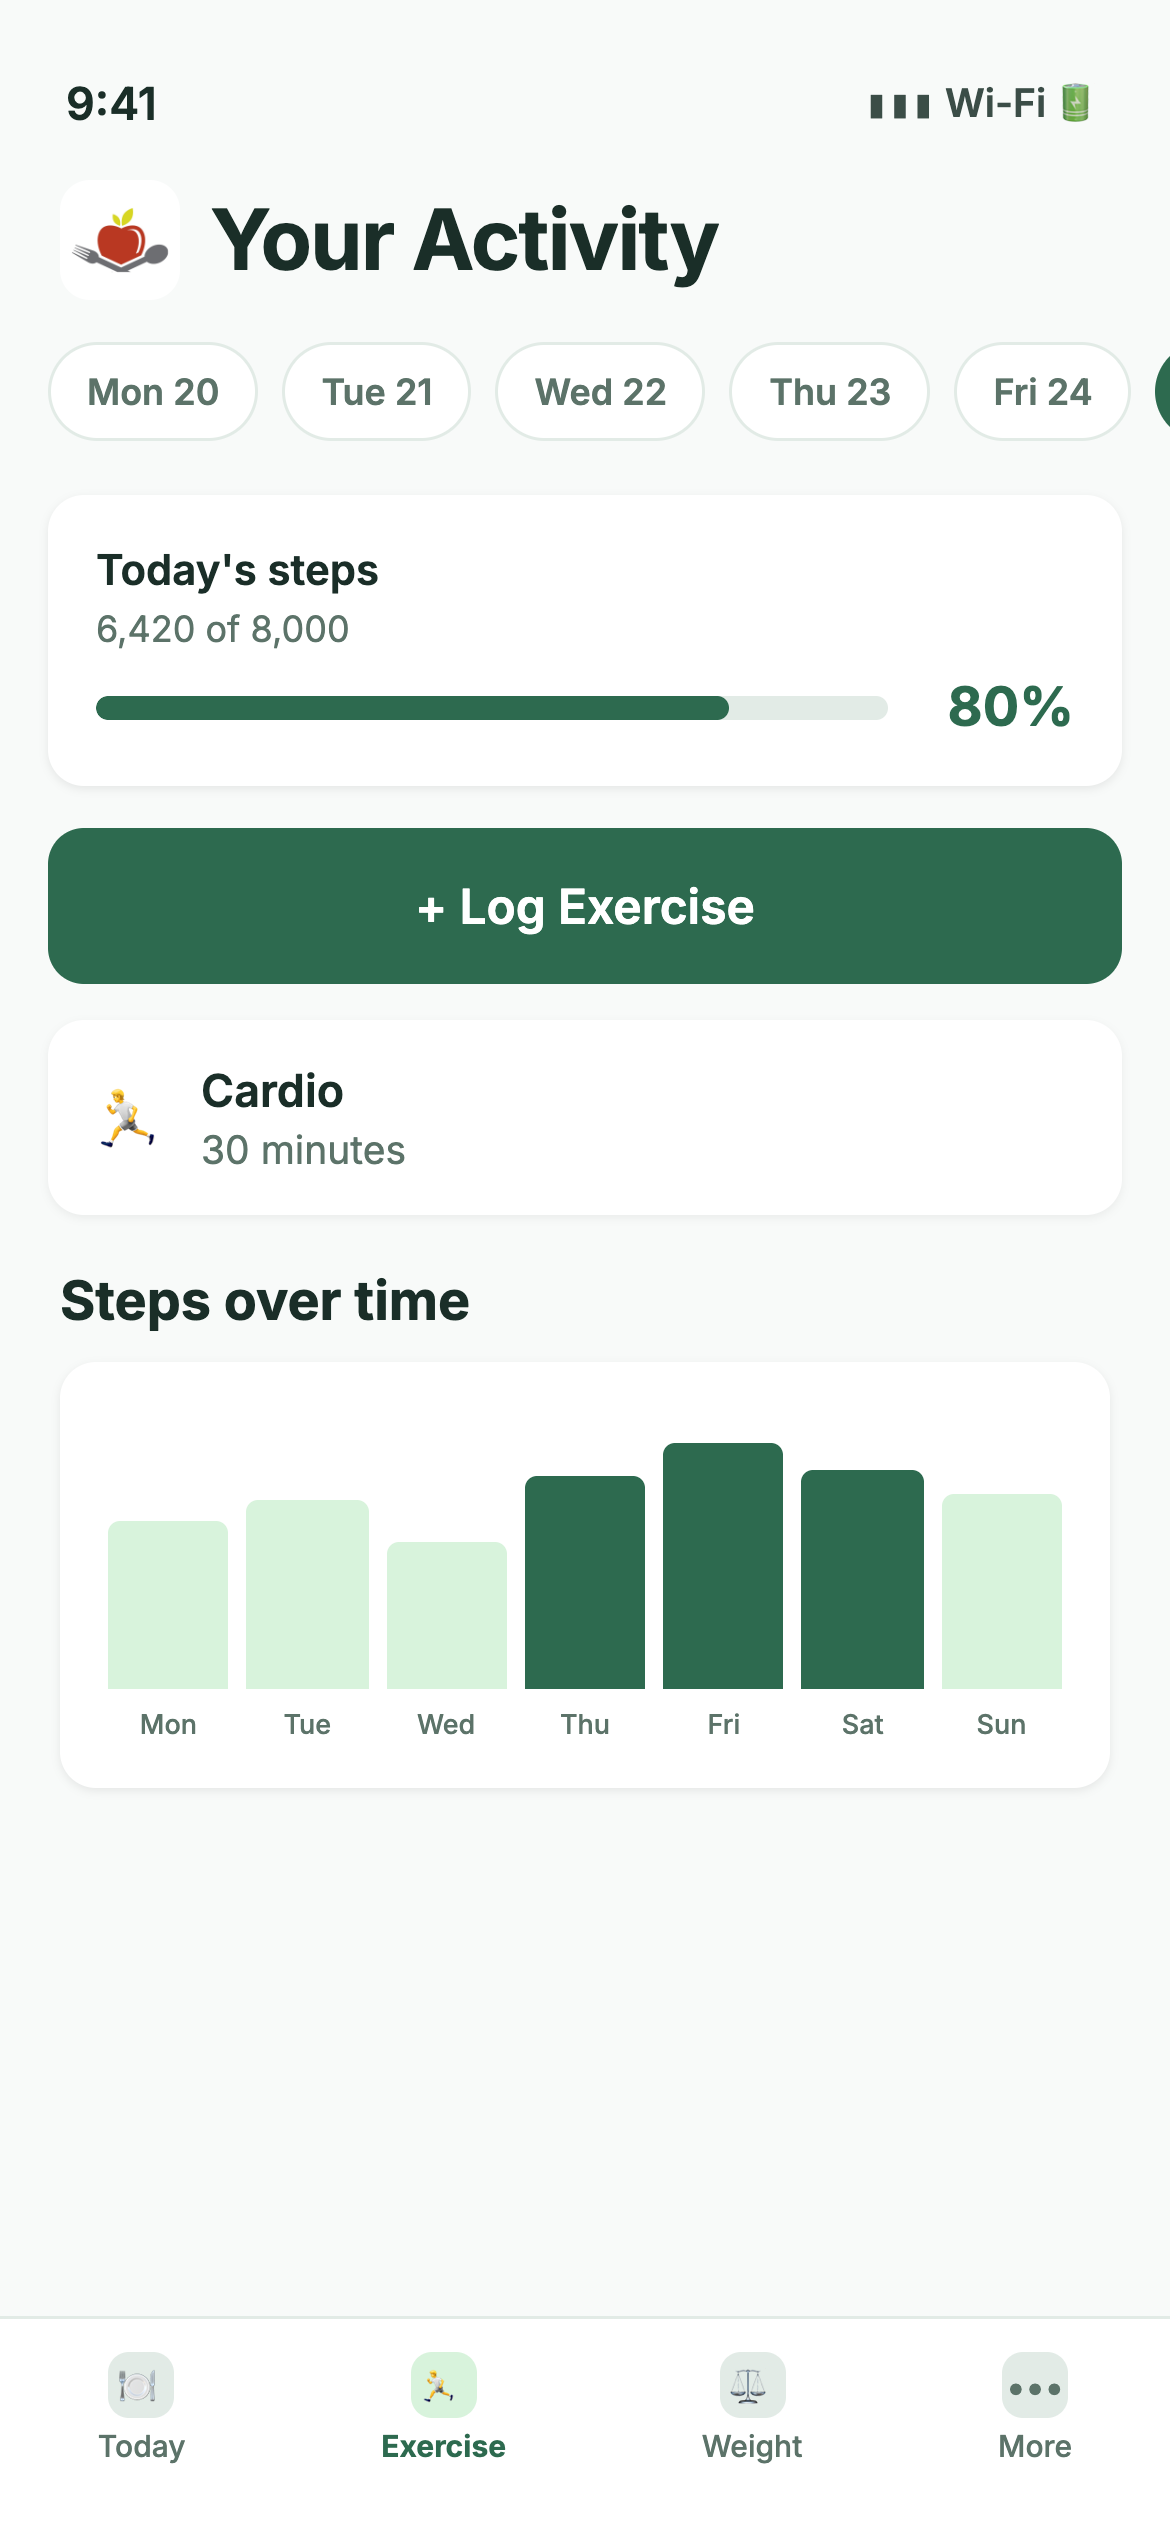 9:41
Wi-Fi
Your Activity
Mon 20
Tue 21
Wed 22
Thu 23
Fri 24
Today's steps
6,420 of 8,000
80%
+ Log Exercise
Cardio
30 minutes
Steps over time
Mon
Tue
Wed
Thu
Fri
Sat
Sun
Today
Exercise
Weight
More